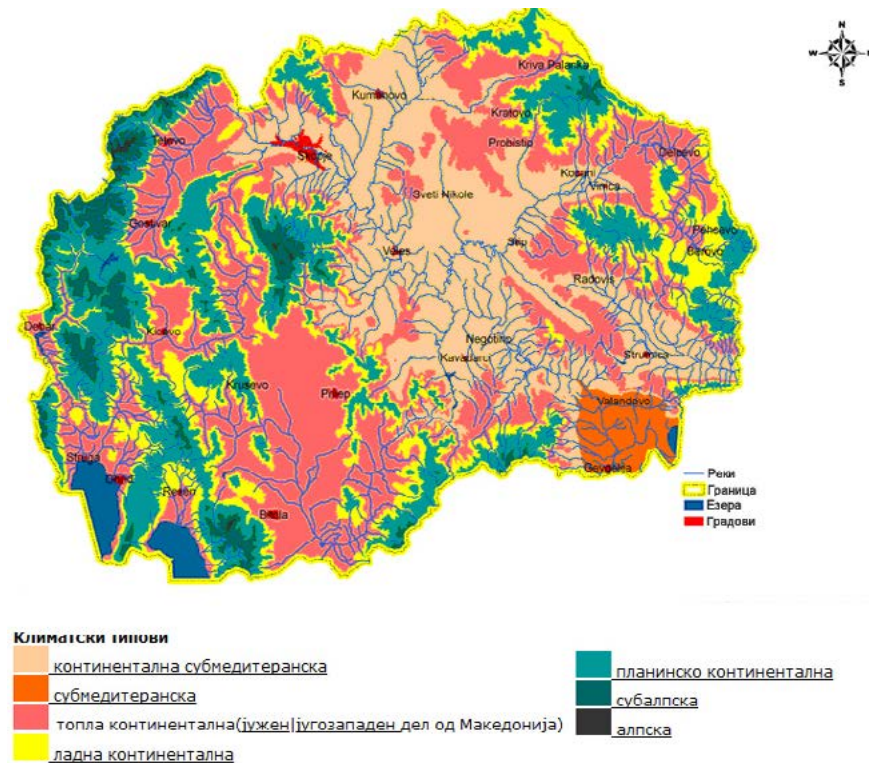 N
W
S
Kriva Palanka
Kumanovo
Kratovo
Tetovo
Probistip
Skopje
Delcevo
Kocani
Vinica
Sveti Nikole
Gostivar
Pehcevo
Berovo
Stip
Veles
Radovis
Debar
Kicevo
Negotino
Strumica
Kavadarci
Krusevo
Prilep
Valandovo
Struga
Gevgelija
Ohrid
Resen
Bitola
Реки
Граница
Езера
Градови
Климатски типови
континентална субмедитеранска
субмедитеранска
топла континентална(јужен|југозападен дел од Македонија)
ладна континентална
планинско континентална
субалпска
алпска